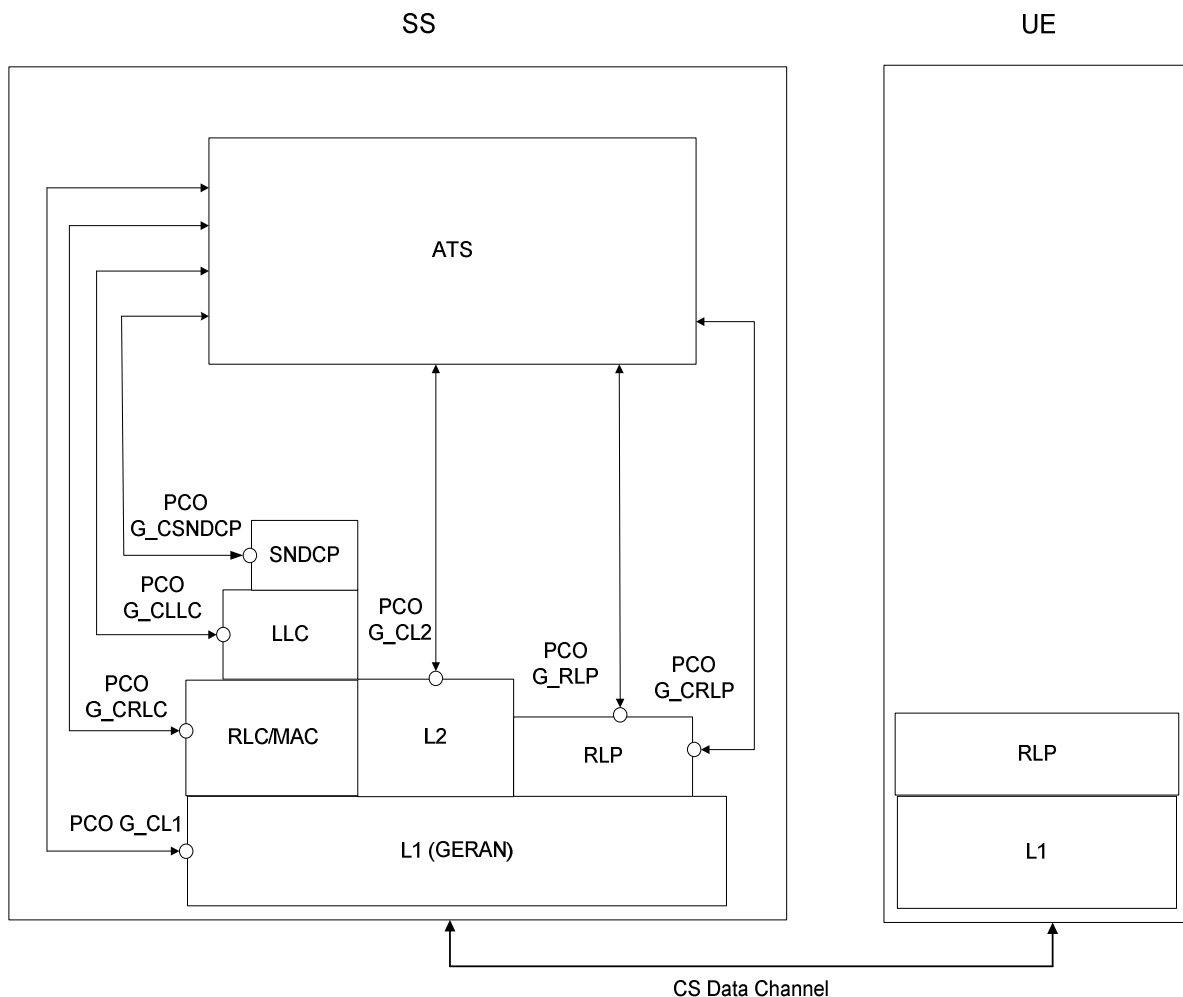 SS
UE
ATS
PCO
G_CSNDCP
SNDCP
PCO
G_CLLC
LLC
PCO
G_CL2
PCO
G_RLP
PCO
G_CRLP
PCO
G_CRLC
RLC/MAC
L2
RLP
RLP
PCO G_CL1
L1 (GERAN)
L1
CS Data Channel